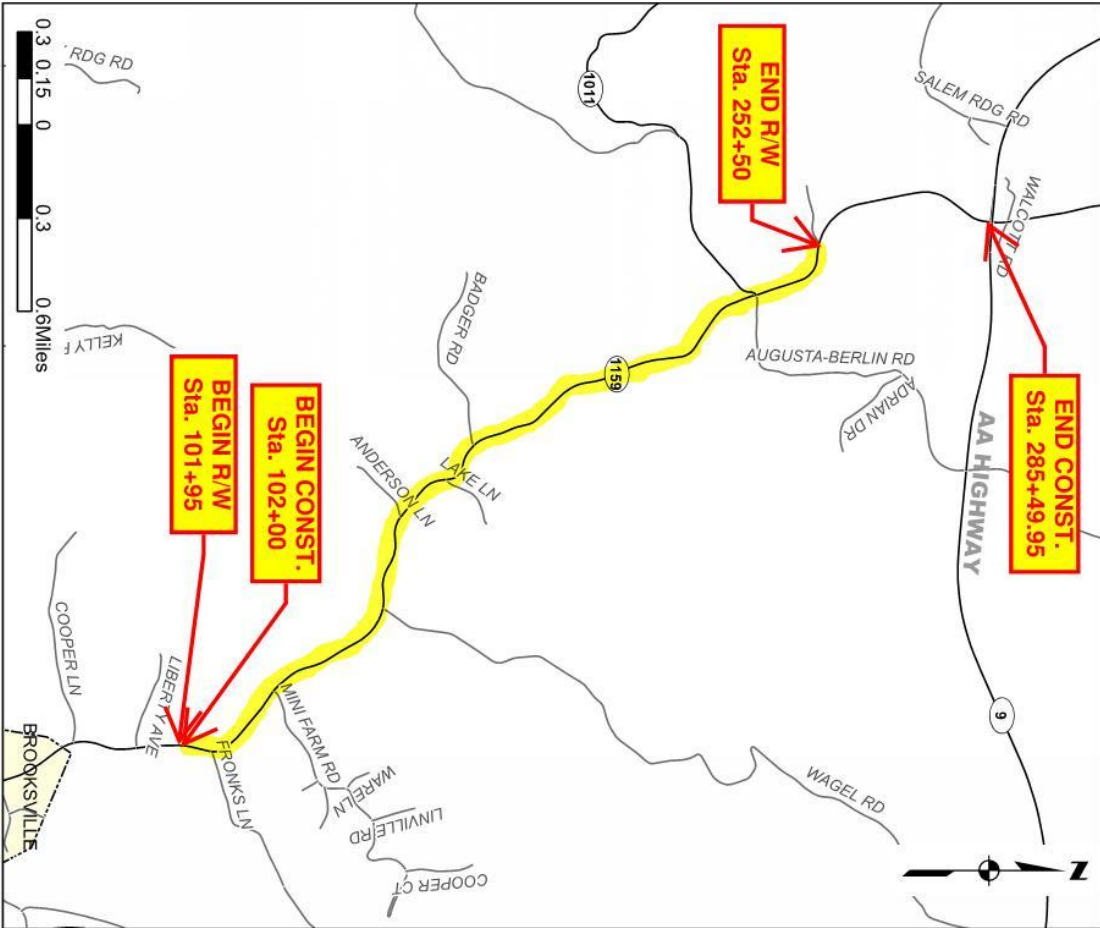 SALEM RDG RD
WALCOTT RD
9
AA HIGHWAY
END CONST.
Sta. 285+49.95
WAGEL RD
Z
END R/W
Sta. 252+50
AUGUSTA-BERLIN RD
ADRIAN DR
1011
1159
BADGER RD
LAKE LN
ANDERSON LN
BEGIN CONST.
Sta. 102+00
BEGIN R/W
Sta. 101+95
MINI FARM RD
WARE LN
LINVILLE RD
COOPER CT
FRONKS LN
LIBERTY AVE
COOPER LN
BROOKSVILLE
RDG RD
KELLY
0.3 0.15 0 0.3 0.6Miles